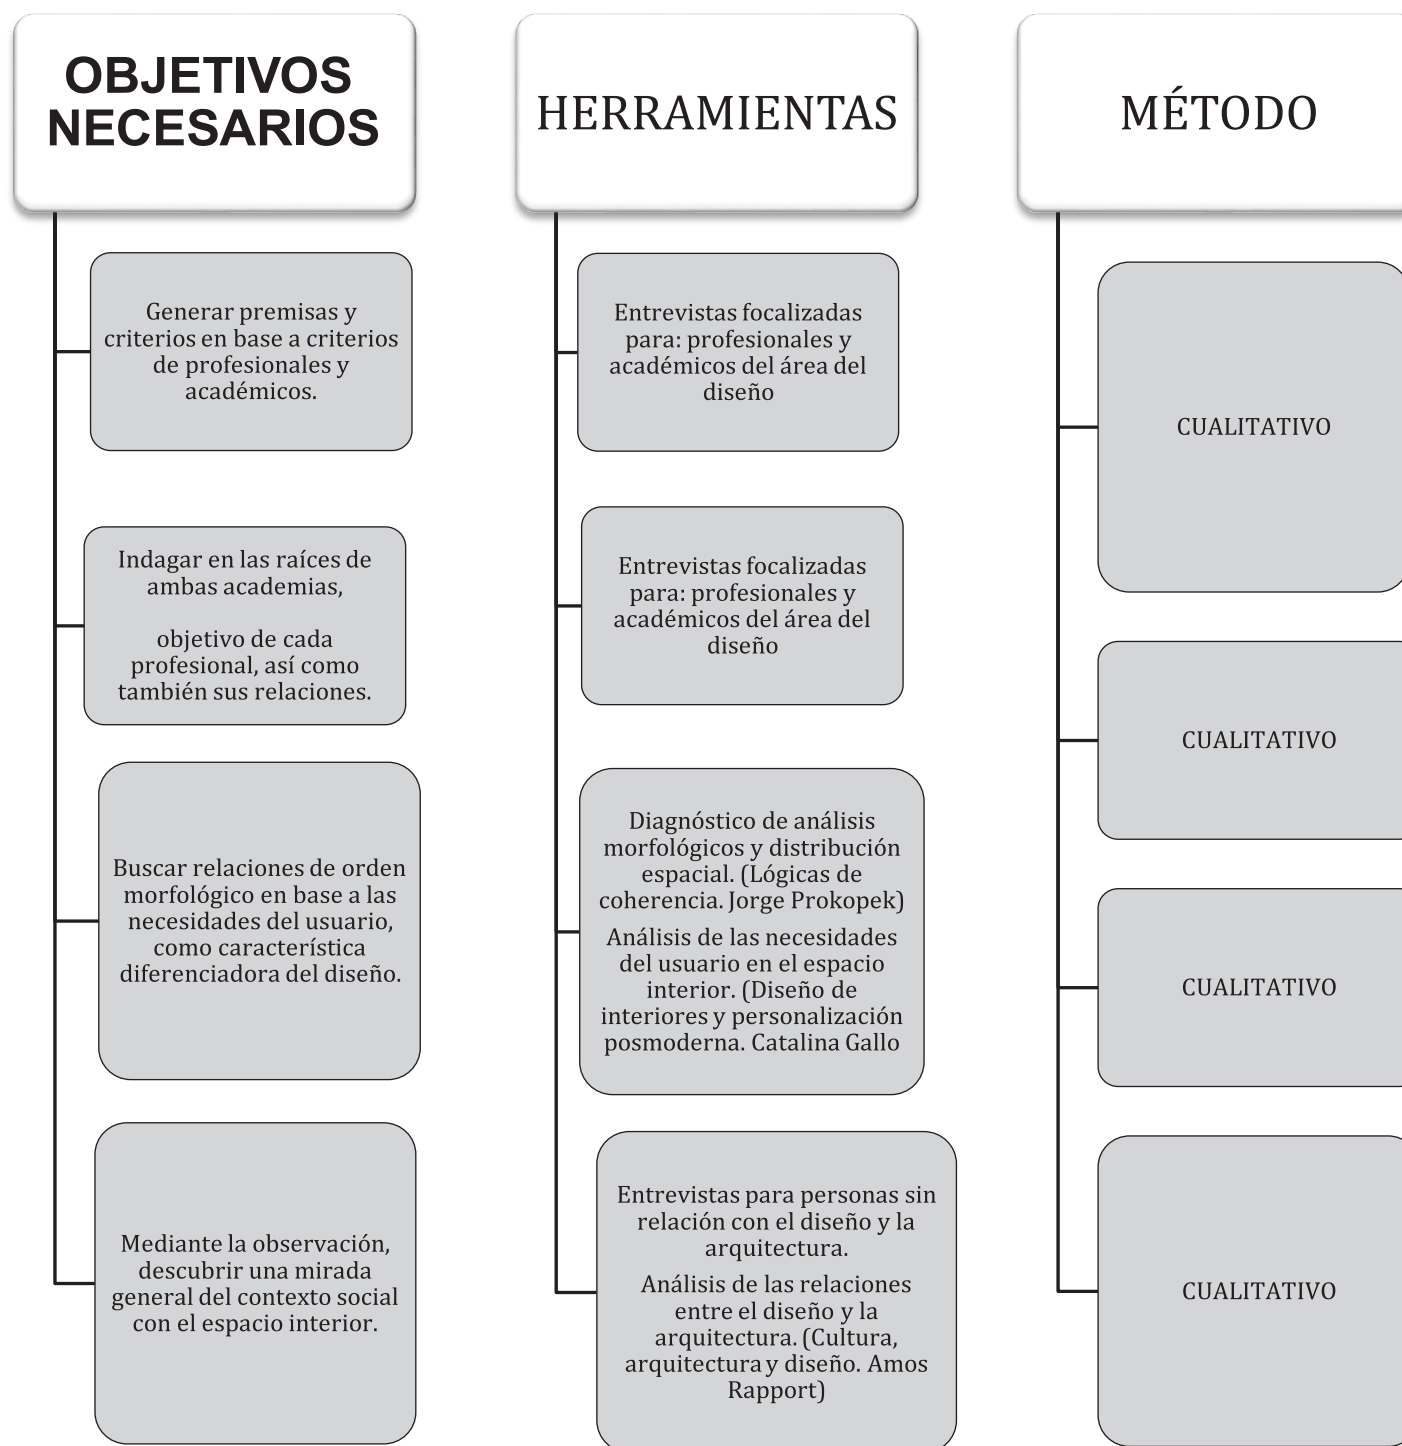 OBJETIVOS
NECESARIOS
Generar premisas y
criterios en base a criterios
de profesionales y
académicos.
Indagar en las raíces de
ambas academias,
objetivo de cada
profesional, así como
también sus relaciones.
Buscar relaciones de orden
morfológico en base a las
necesidades del usuario,
como característica
diferenciadora del diseño.
Mediante la observación,
descubrir una mirada
general del contexto social
con el espacio interior.
HERRAMIENTAS
Entrevistas focalizadas
para: profesionales y
académicos del área del
diseño
Entrevistas focalizadas
para: profesionales y
académicos del área del
diseño
Diagnóstico de análisis
morfológicos y distribución
espacial. (Lógicas de
coherencia. Jorge Prokopek)
Análisis de las necesidades
del usuario en el espacio
interior. (Diseño de
interiores y personalización
posmoderna. Catalina Gallo
Entrevistas para personas sin
relación con el diseño y la
arquitectura.
Análisis de las relaciones
entre el diseño y la
arquitectura. (Cultura,
arquitectura y diseño. Amos
Rapport)
MÉTODO
CUALITATIVO
CUALITATIVO
CUALITATIVO
CUALITATIVO